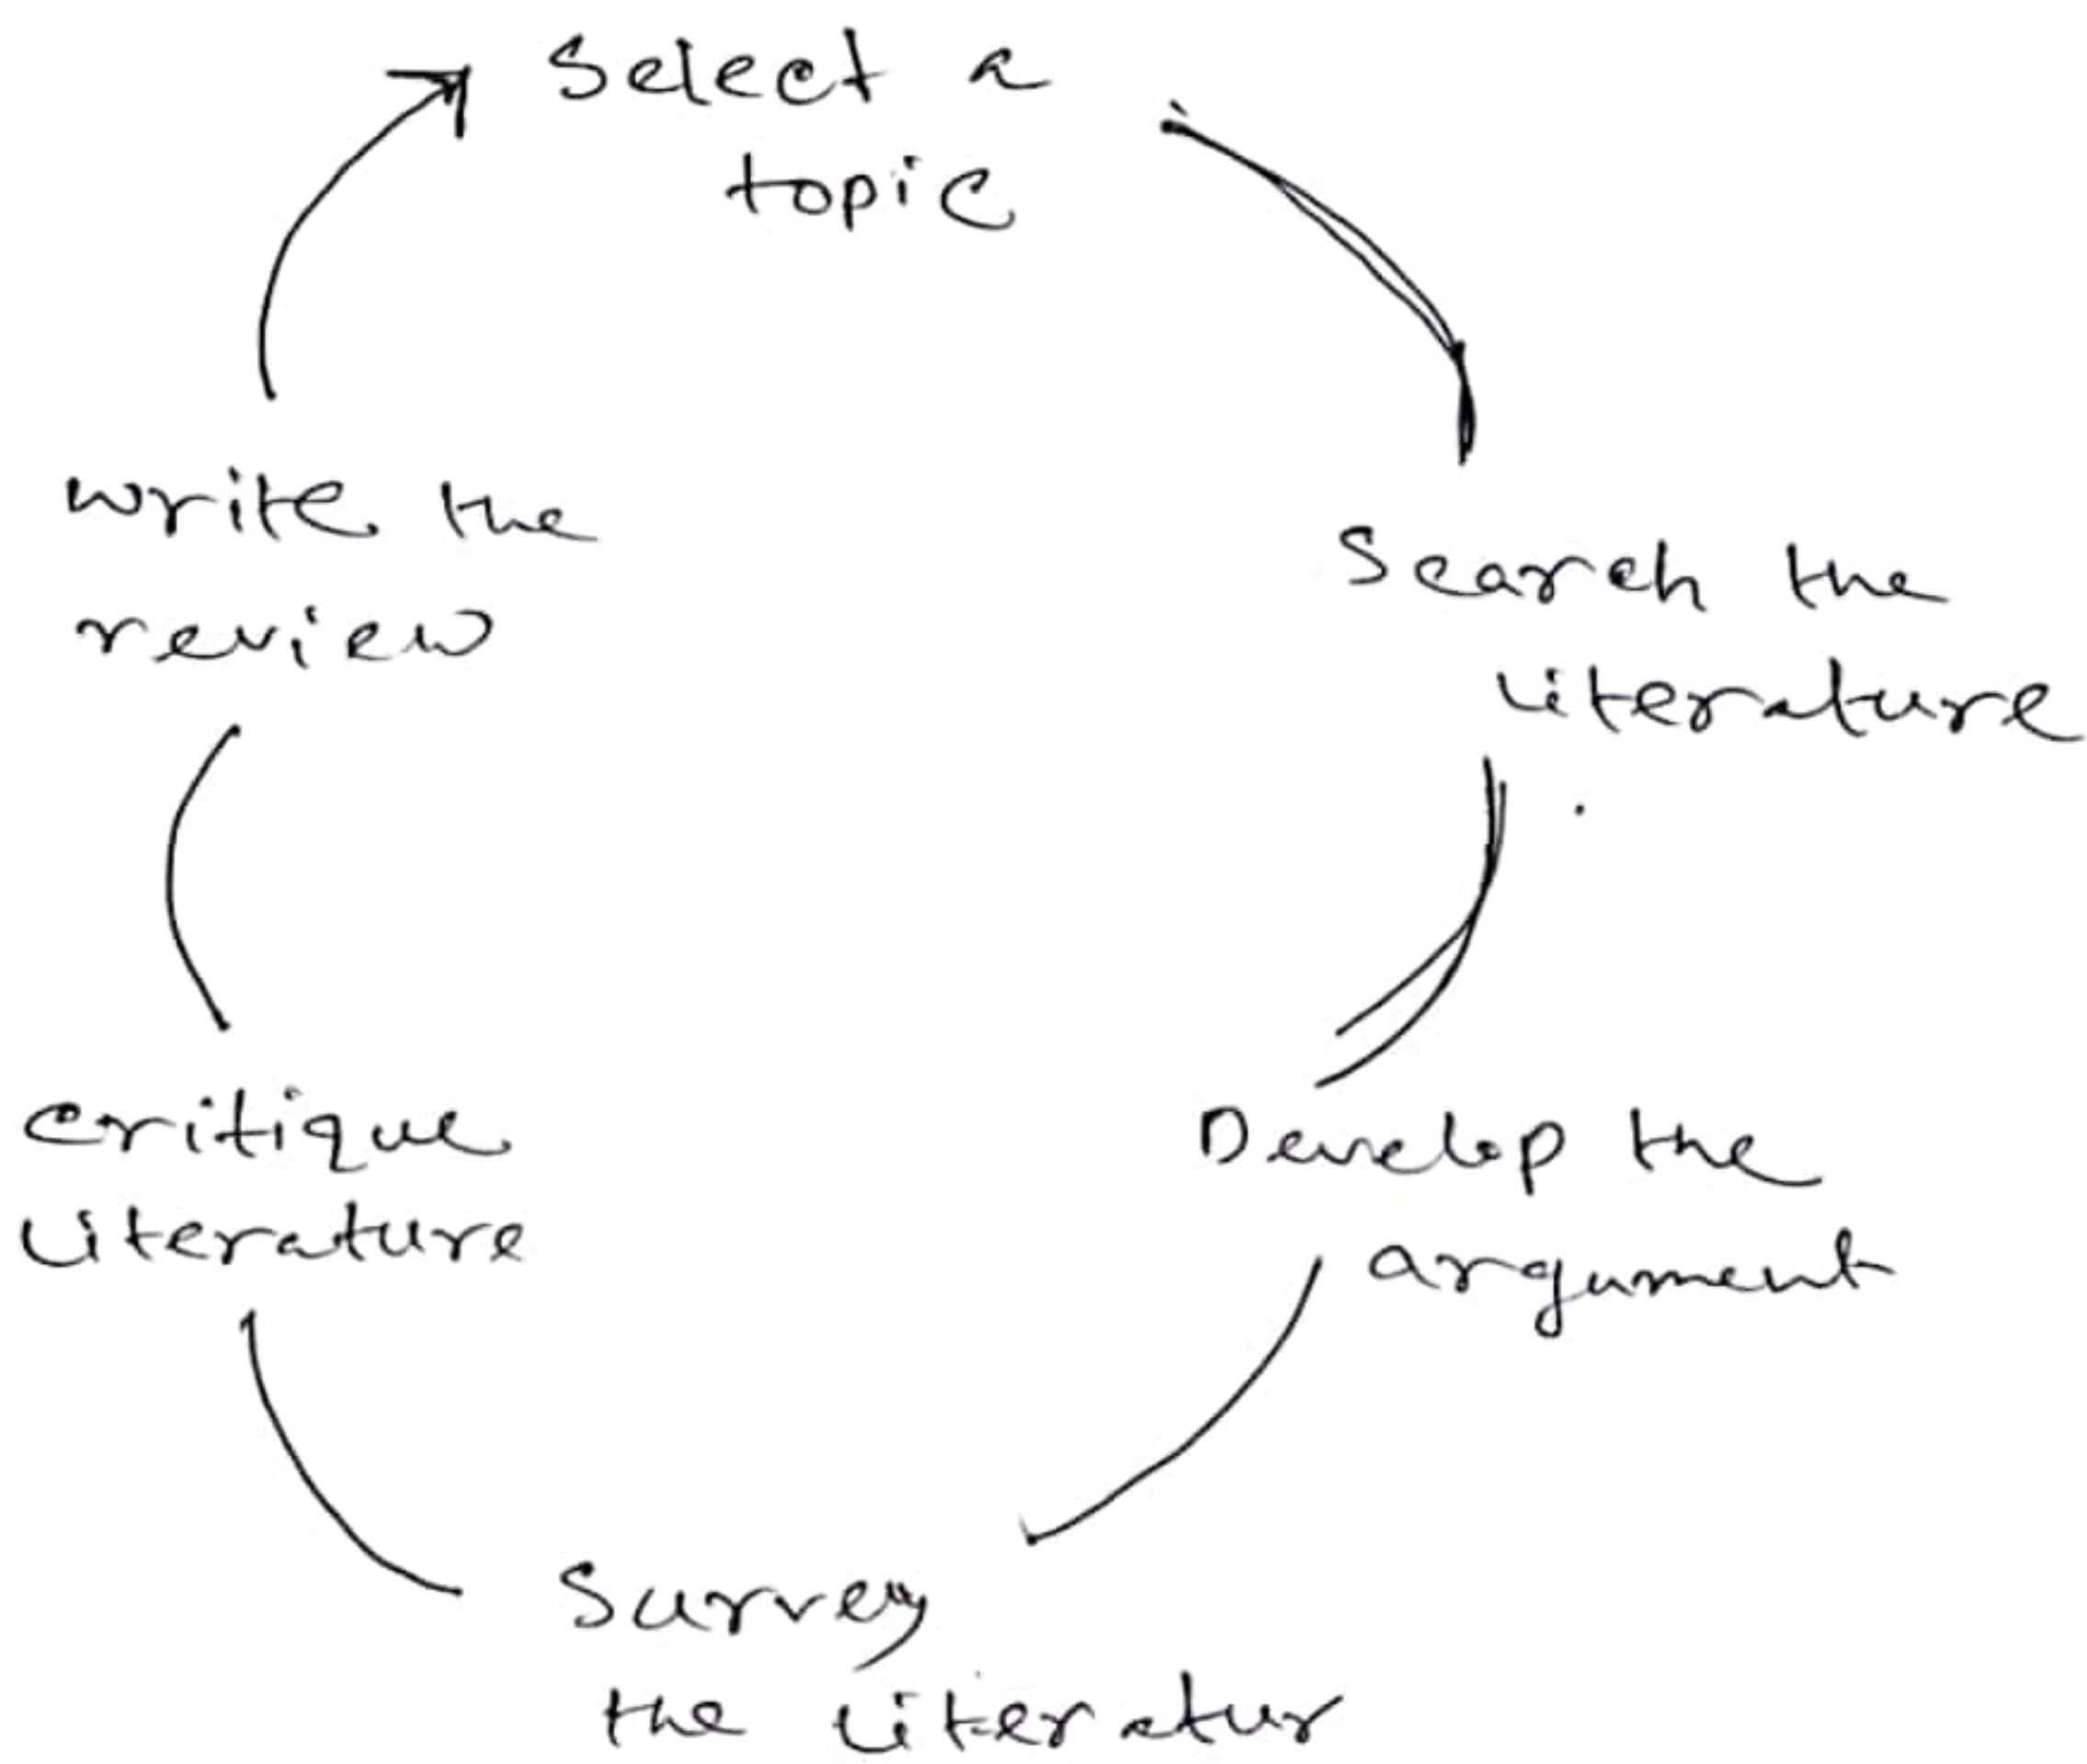 Select a
topic
Search the
literature
Develop the
argument
Survey
the literatur
critique
literature
write the
review